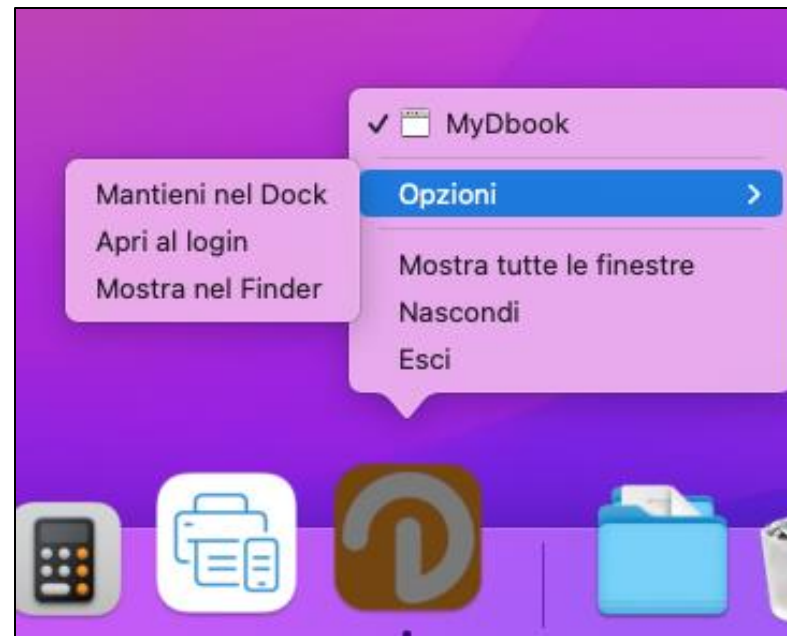 MyDbook
Opzioni
Mantieni nel Dock
Apri al login
Mostra nel Finder
Mostra tutte le finestre
Nascondi
Esci